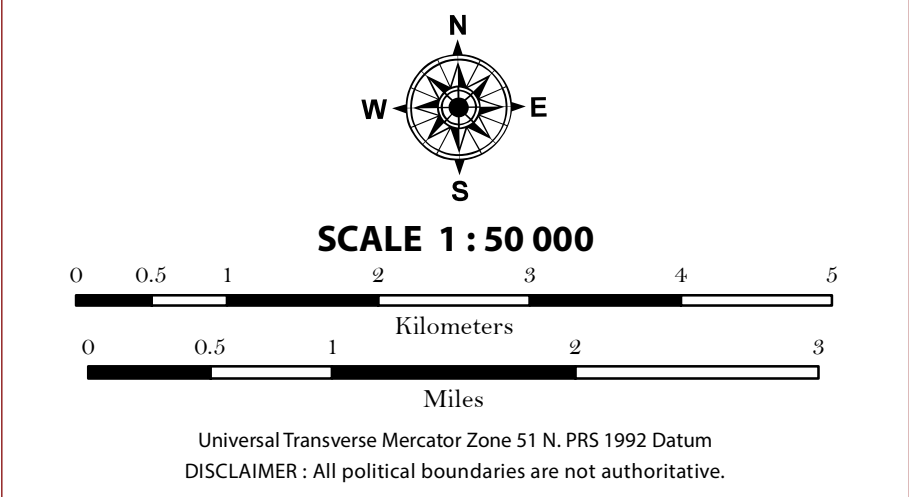 N
W E
S
SCALE 1 : 50 000
0 0.5 1 2 3 4 5
Kilometers
0 0.5 1 2 3
Miles
Universal Transverse Mercator Zone 51 N. PRS 1992 Datum
DISCLAIMER : All political boundaries are not authoritative.